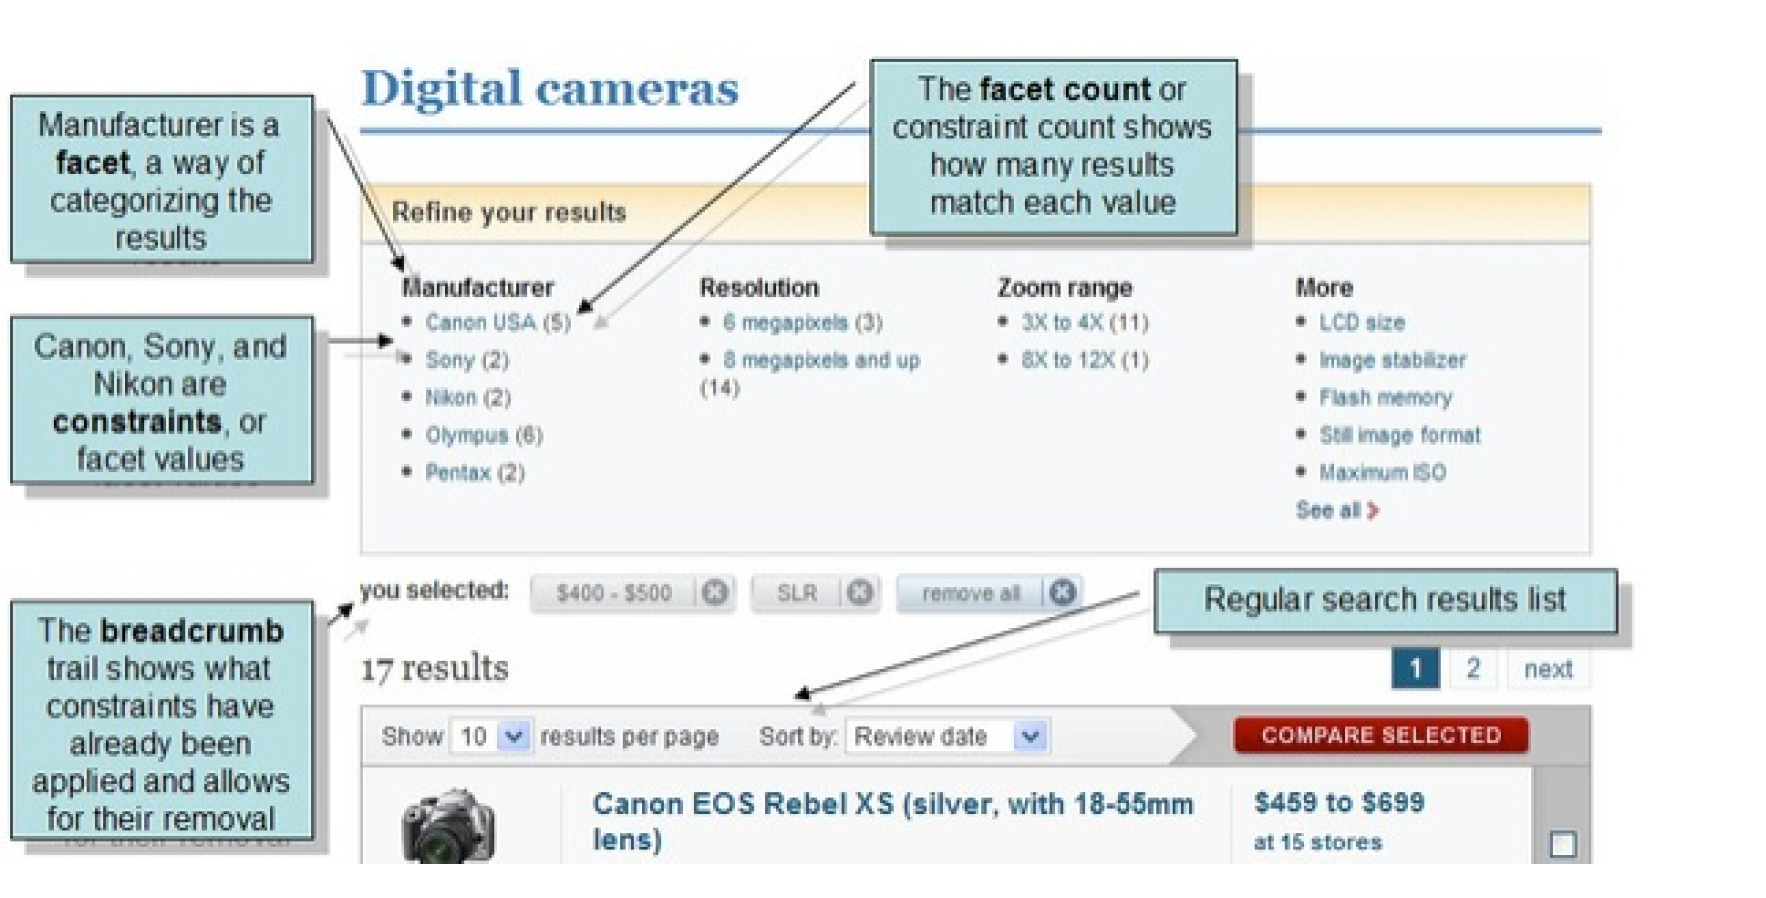 Digital cameras
Manufacturer is a
facet, a way of
categorizing the
results
The facet count or
constraint count shows
how many results
match each value
Refine your results
Canon, Sony, and
Nikon are
constraints, or
facet values
Manufacturer
Canon USA (5)
Sony (2)
Nikon (2)
Olympus (6)
Pentax (2)
Resolution
6 megapixels (3)
8 megapixels and up
(14)
Zoom range
3X to 4X (11)
8X to 12X (1)
More
LCD size
Image stabilizer
Flash memory
Still image format
Maximum ISO
See all
The breadcrumb
trail shows what
constraints have
already been
applied and allows
for their removal
you selected: $400 - $500 SLR remove all
Regular search results list
17 results
1 2 next
Show 10 results per page Sort by: Review date
COMPARE SELECTED
Canon EOS Rebel XS (silver, with 18-55mm
lens)
$459 to $699
at 15 stores